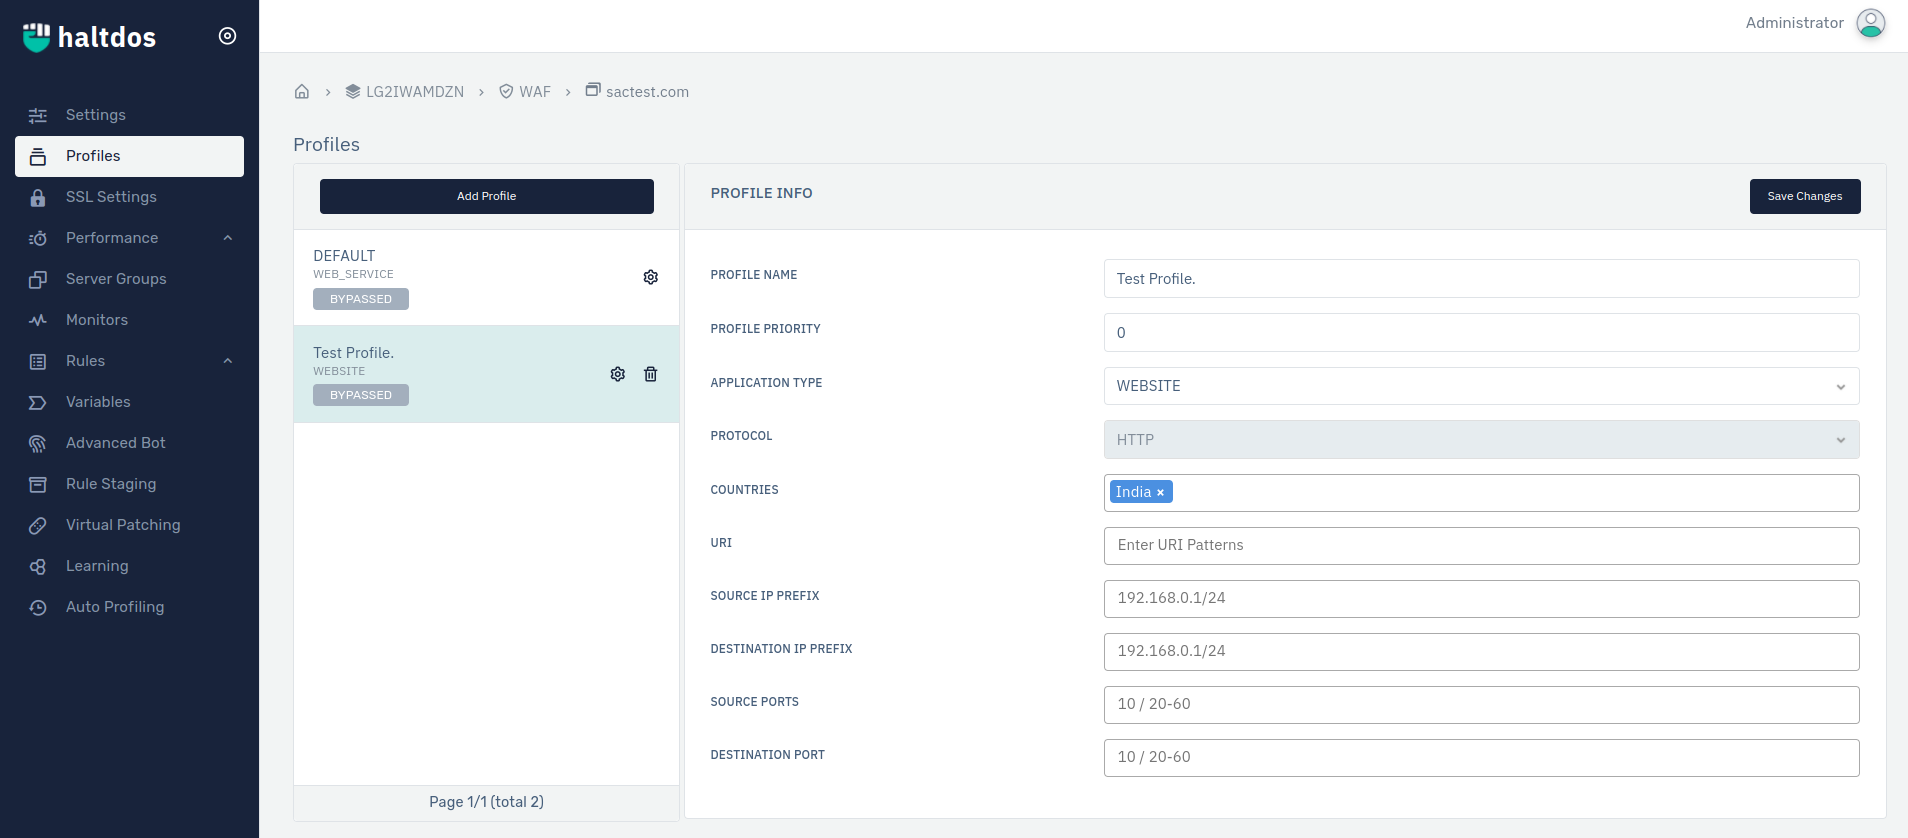 haltdos
Administrator
LG2IWAMDZN > WAF > sactest.com
Settings
Profiles
SSL Settings
Performance
Server Groups
Monitors
Rules
Variables
Advanced Bot
Rule Staging
Virtual Patching
Learning
Auto Profiling
Profiles
Add Profile
DEFAULT
WEB_SERVICE
BYPASSED
Test Profile.
WEBSITE
BYPASSED
Page 1/1 (total 2)
PROFILE INFO
Save Changes
PROFILE NAME Test Profile.
PROFILE PRIORITY 0
APPLICATION TYPE WEBSITE
PROTOCOL HTTP
COUNTRIES India ×
URI Enter URI Patterns
SOURCE IP PREFIX 192.168.0.1/24
DESTINATION IP PREFIX 192.168.0.1/24
SOURCE PORTS 10 / 20-60
DESTINATION PORT 10 / 20-60